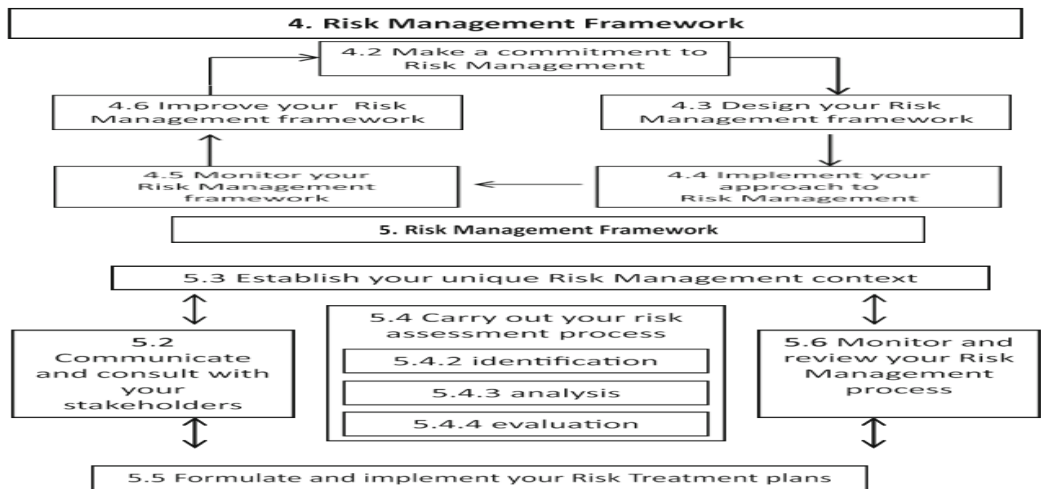 4. Risk Management Framework
4.2 Make a commitment to
Risk Management
4.6 Improve your Risk
Management framework
4.3 Design your Risk
Management framework
4.5 Monitor your
Risk Management
framework
4.4 Implement your
approach to
Risk Management
5. Risk Management Framework
5.3 Establish your unique Risk Management context
5.2
Communicate
and consult with
your
stakeholders
5.4 Carry out your risk
assessment process
5.4.2 identification
5.4.3 analysis
5.4.4 evaluation
5.6 Monitor and
review your Risk
Management
process
5.5 Formulate and implement your Risk Treatment plans